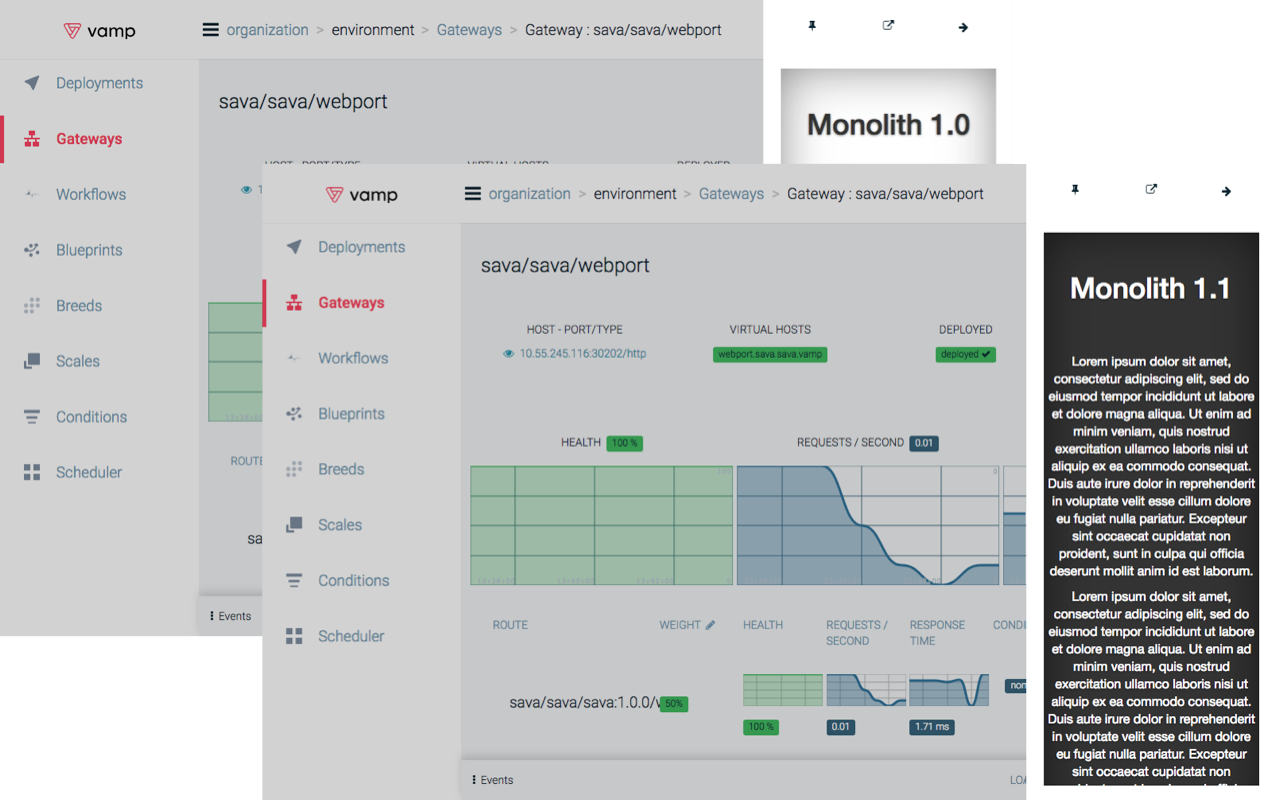 vamp
organization > environment > Gateways > Gateway : sava/sava/webport
Deployments
Gateways
Workflows
Blueprints
Breeds
Scales
Conditions
Scheduler
sava/sava/webport
HOST - PORT/TYPE VIRTUAL HOSTS DEPLOYED
Events
Monolith 1.0
vamp
organization > environment > Gateways > Gateway : sava/sava/webport
Deployments
Gateways
Workflows
Blueprints
Breeds
Scales
Conditions
Scheduler
sava/sava/webport
HOST - PORT/TYPE VIRTUAL HOSTS DEPLOYED
10.55.245.116:30202/http webport.sava.sava.vamp deployed
HEALTH 100 % REQUESTS / SECOND 0.01
ROUTE WEIGHT HEALTH REQUESTS / RESPONSE
SECOND TIME
sava/sava/sava:1.0.0/ 50%
100 % 0.01 1.71 ms
Events
Monolith 1.1
Lorem ipsum dolor sit amet,
consectetur adipiscing elit, sed do
eiusmod tempor incididunt ut labore
et dolore magna aliqua. Ut enim ad
minim veniam, quis nostrud
exercitation ullamco laboris nisi ut
aliquip ex ea commodo consequat.
Duis aute irure dolor in reprehenderit
in voluptate velit esse cillum dolore
eu fugiat nulla pariatur. Excepteur
sint occaecat cupidatat non
proident, sunt in culpa qui officia
deserunt mollit anim id est laborum.
Lorem ipsum dolor sit amet,
consectetur adipiscing elit, sed do
eiusmod tempor incididunt ut labore
et dolore magna aliqua. Ut enim ad
minim veniam, quis nostrud
exercitation ullamco laboris nisi ut
aliquip ex ea commodo consequat.
Duis aute irure dolor in reprehenderit
in voluptate velit esse cillum dolore
eu fugiat nulla pariatur. Excepteur
sint occaecat cupidatat non